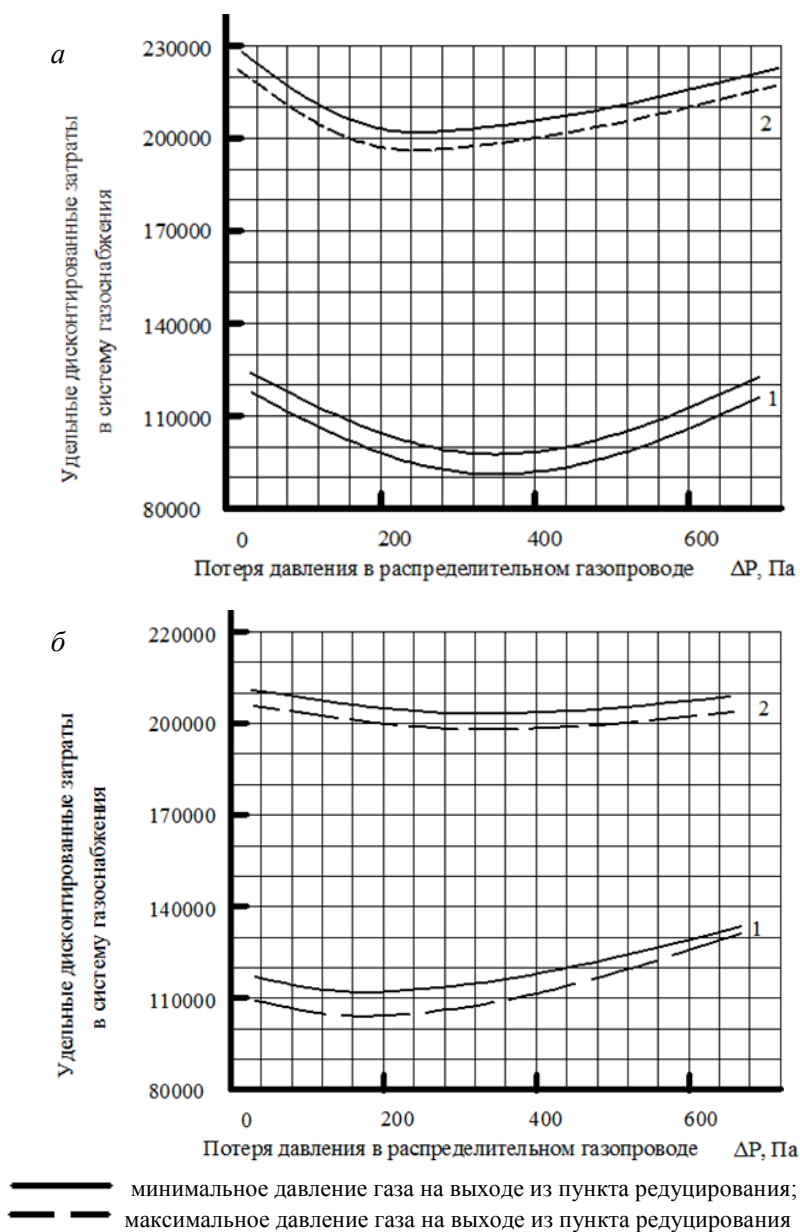 а
230000
200000
170000
140000
110000
80000
2
1
0 200 400 600
Удельные дисконтированные затраты
в систему газоснабжения
Потеря давления в распределительном газопроводе ΔP, Па
б
220000
200000
170000
140000
110000
80000
2
1
0 200 400 600
Удельные дисконтированные затраты
в систему газоснабжения
Потеря давления в распределительном газопроводе ΔP, Па
минимальное давление газа на выходе из пункта редуцирования;
максимальное давление газа на выходе из пункта редуцирования